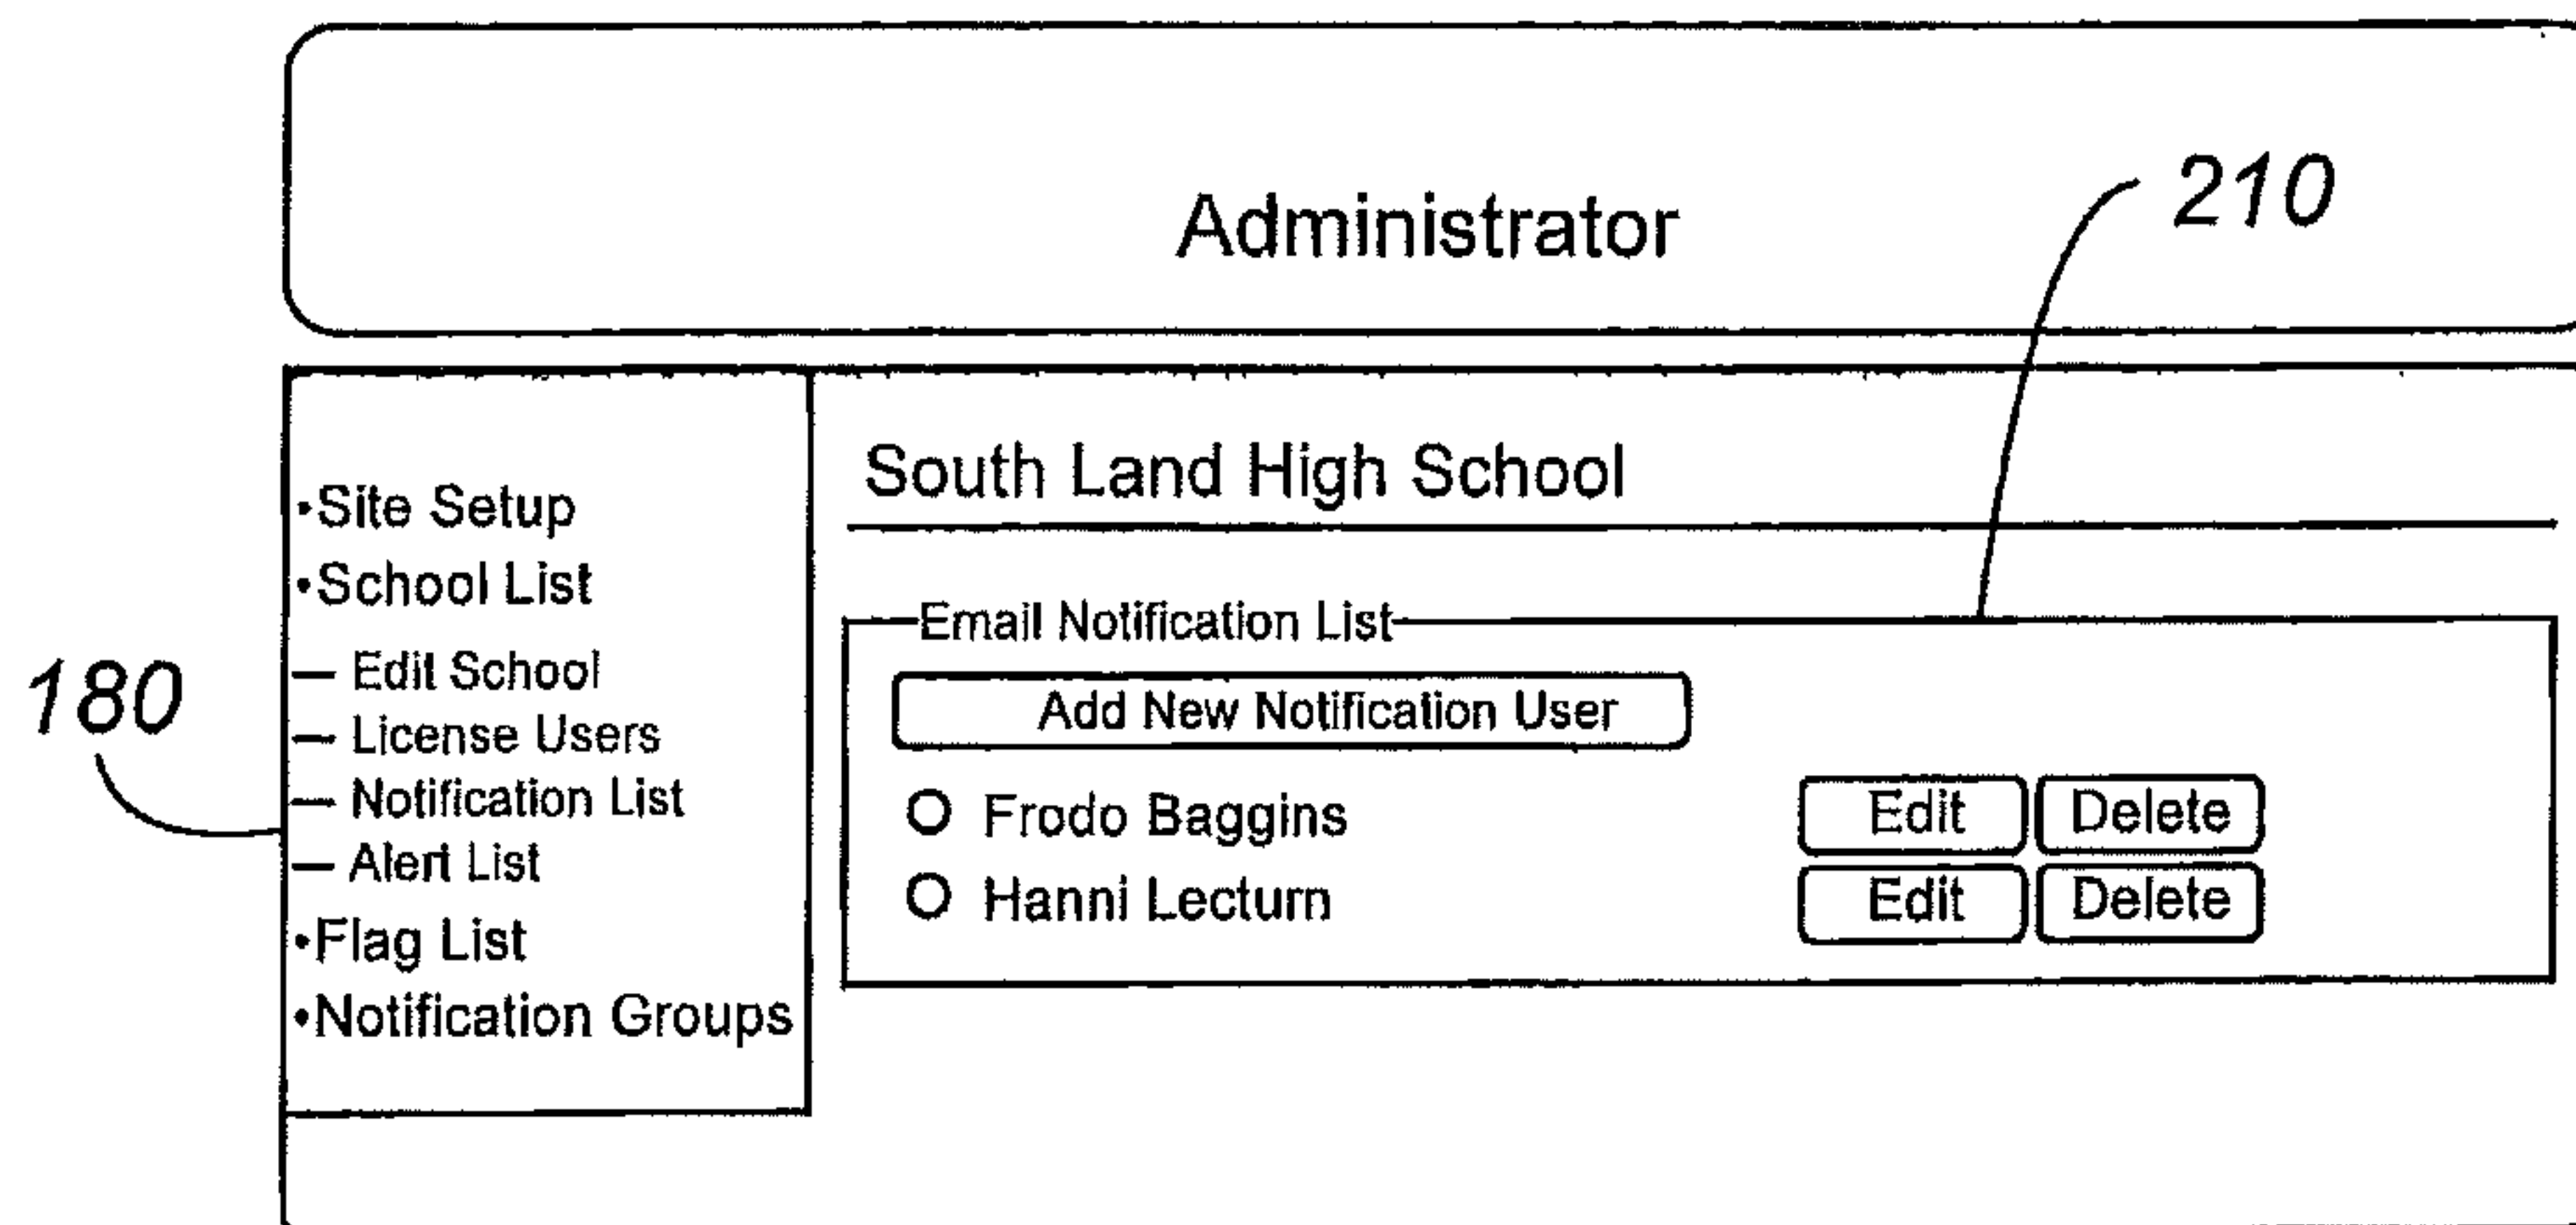 Administrator
210
180
•Site Setup
•School List
— Edit School
— License Users
— Notification List
— Alert List
•Flag List
•Notification Groups
South Land High School
Email Notification List
Add New Notification User
Frodo Baggins Edit Delete
Hanni Lecturn Edit Delete